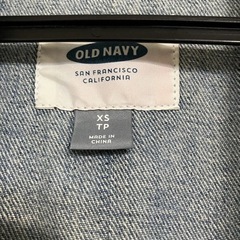 OLD NAVY
SAN FRANCISCO
CALIFORNIA
XS
TP
MADE IN
CHINA